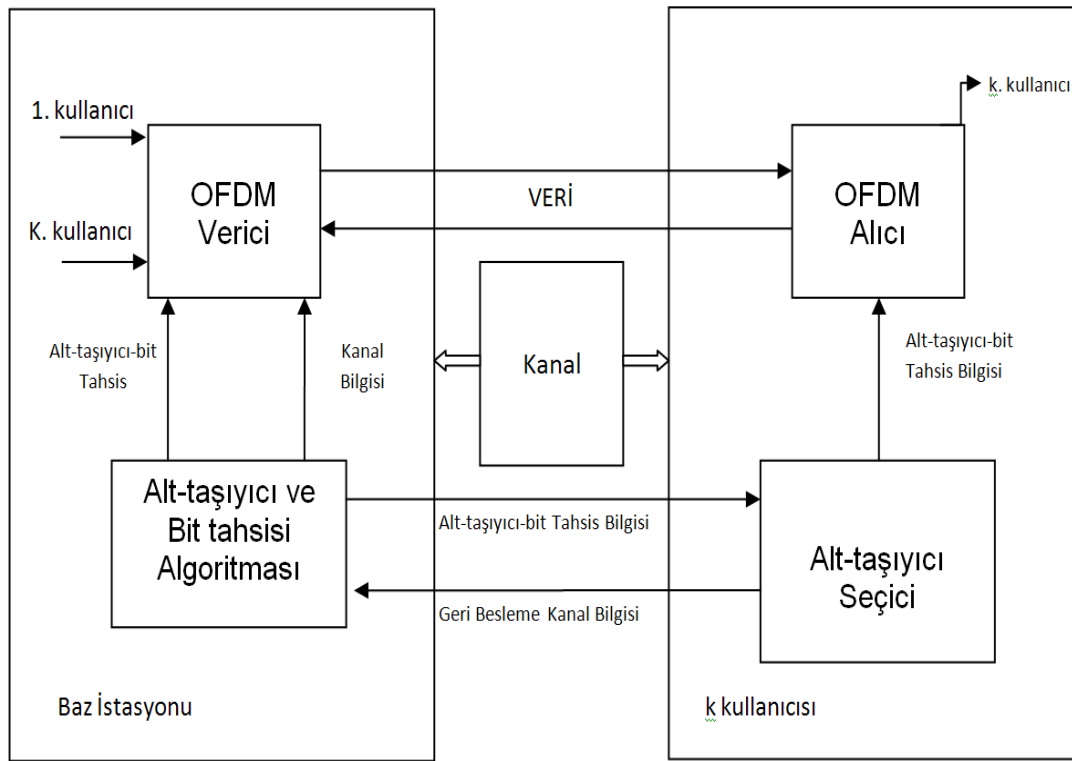 1. kullanıcı
K. kullanıcı
OFDM
Verici
VERİ
OFDM
Alıcı
k. kullanıcı
Alt-taşıyıcı-bit
Tahsis
Kanal
Bilgisi
Kanal
Alt-taşıyıcı-bit
Tahsis Bilgisi
Alt-taşıyıcı ve
Bit tahsisi
Algoritması
Alt-taşıyıcı-bit Tahsis Bilgisi
Geri Besleme Kanal Bilgisi
Alt-taşıyıcı
Seçici
Baz İstasyonu
k kullanıcısı